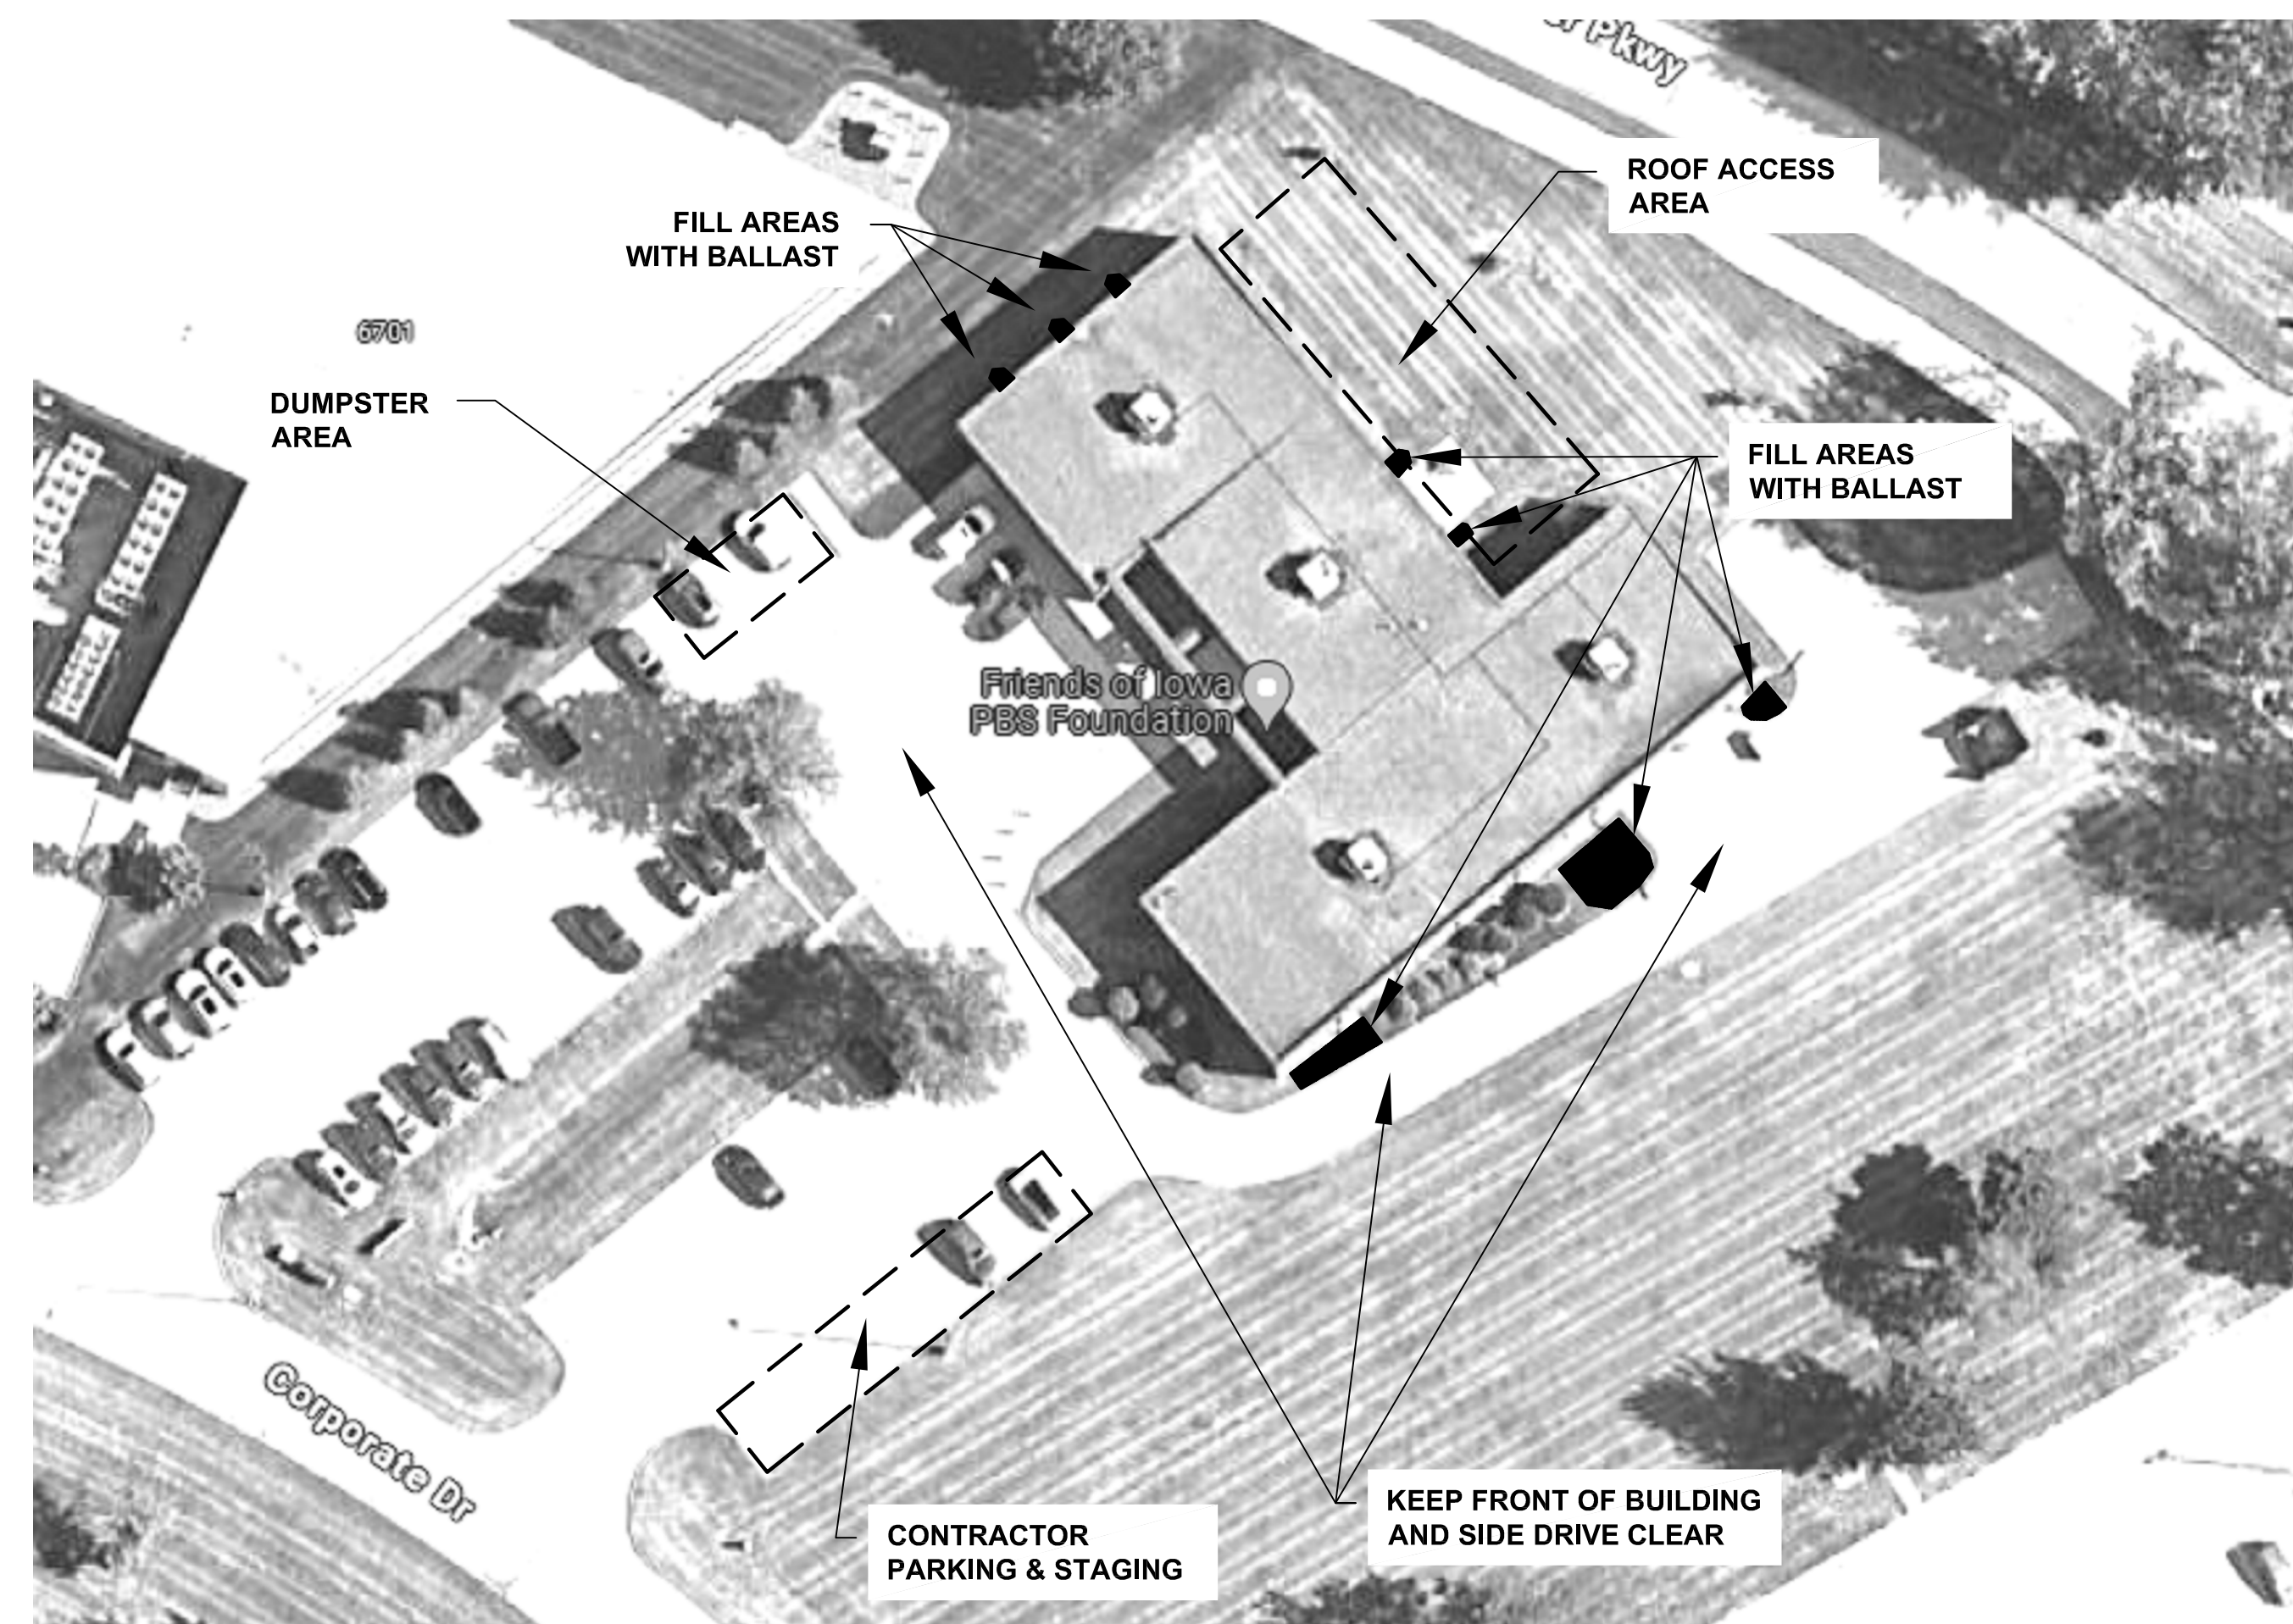 Pkwy
ROOF ACCESS
AREA
FILL AREAS
WITH BALLAST
6701
DUMPSTER
AREA
FILL AREAS
WITH BALLAST
Friends of Iowa
PBS Foundation
Corporate Dr
KEEP FRONT OF BUILDING
AND SIDE DRIVE CLEAR
CONTRACTOR
PARKING & STAGING